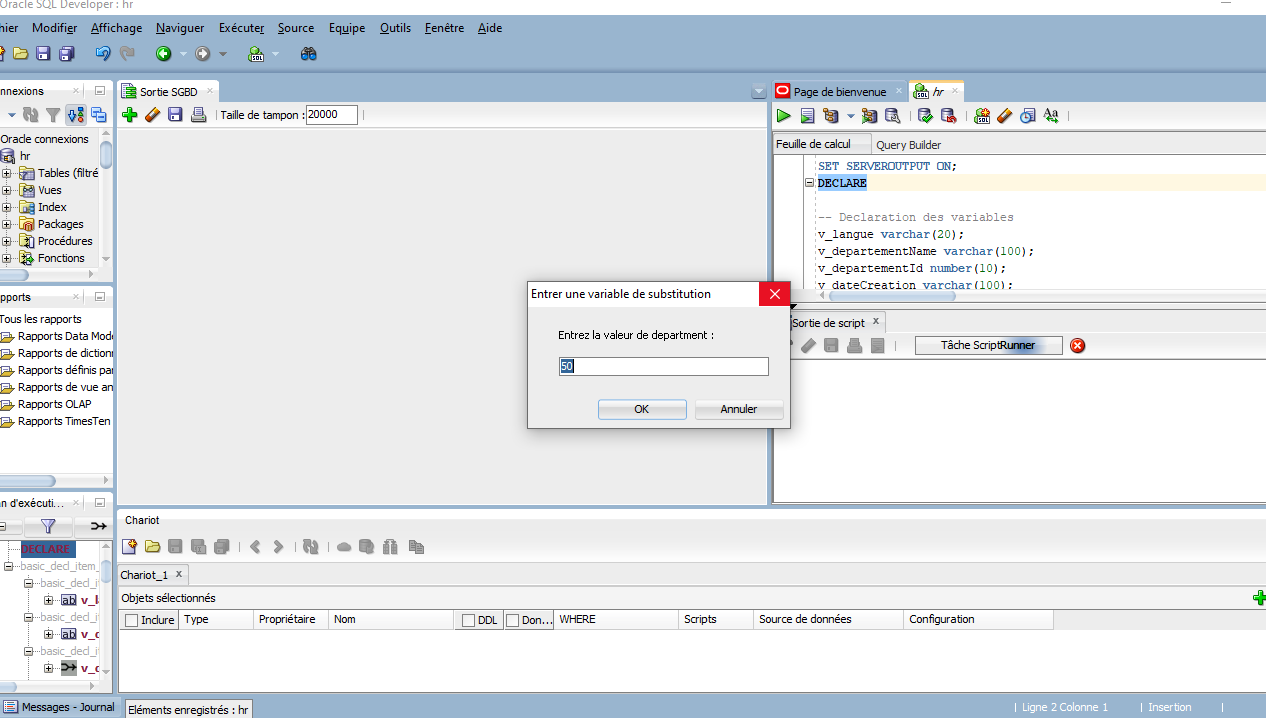 Oracle SQL Developer : hr
hier Modifier Affichage Naviguer Exécuter Source Equipe Outils Fenêtre Aide
nnexions
Oracle connexions
hr
Tables (filtré
Vues
Index
Packages
Procédures
Fonctions
pports
Tous les rapports
Rapports Data Mode
Rapports de dictionr
Rapports définis par
Rapports de vue an
Rapports OLAP
Rapports TimesTen
n d'exécuti...
DECLARE
basic_decl_item_
basic_decl_i
ab v_l
basic_decl_i
ab v_c
basic_decl_i
v_c
Sortie SGBD
Taille de tampon : 20000
Page de bienvenue
hr
Feuille de calcul Query Builder
SET SERVEROUTPUT ON;
DECLARE
-- Declaration des variables
v_langue varchar(20);
v_departementName varchar(100);
v_departementId number(10);
v_dateCreation varchar(100);
Sortie de script
Tâche ScriptRunner
Entrer une variable de substitution
Entrez la valeur de department :
50
OK Annuler
Chariot
Chariot_1
Objets sélectionnés
Inclure Type Propriétaire Nom DDL Don... WHERE Scripts Source de données Configuration
Messages - Journal
Eléments enregistrés : hr
Ligne 2 Colonne 1 Insertion